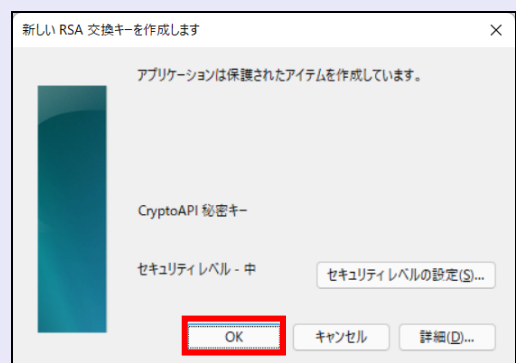 新しい RSA 交換キーを作成します
アプリケーションは保護されたアイテムを作成しています。
CryptoAPI 秘密キー
セキュリティ レベル - 中
セキュリティ レベルの設定(S)...
OK
キャンセル
詳細(D)...